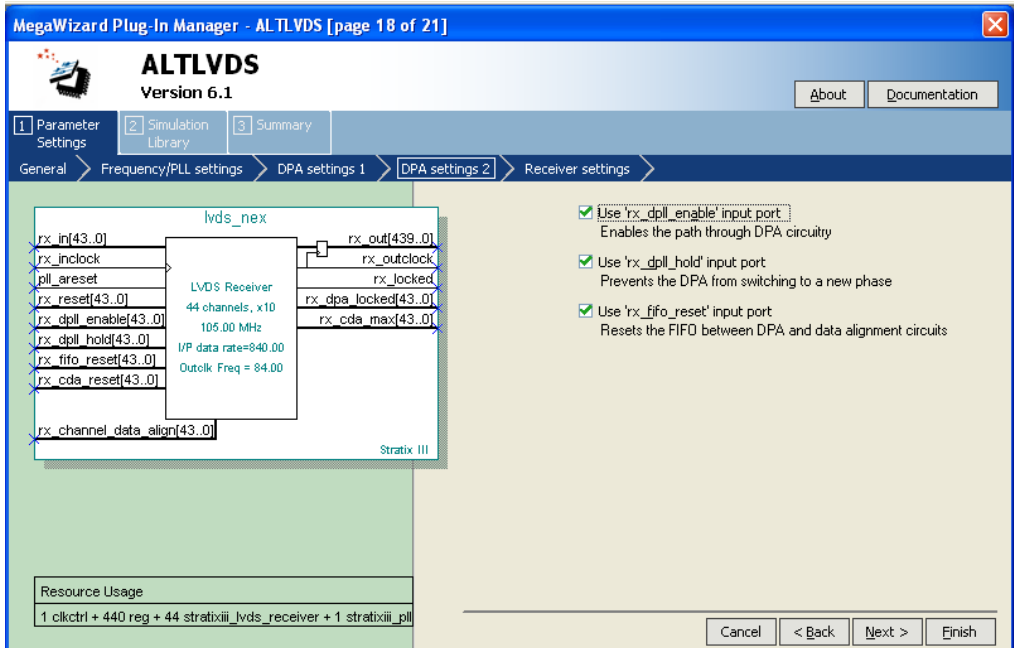 MegaWizard Plug-In Manager - ALTLVDS [page 18 of 21]
ALTLVDS
Version 6.1
About
Documentation
1 Parameter Settings
2 Simulation Library
3 Summary
General
Frequency/PLL settings
DPA settings 1
DPA settings 2
Receiver settings
lvds_nex
rx_in[43..0]
rx_inclock
pll_areset
rx_reset[43..0]
rx_dpll_enable[43..0]
rx_dpll_hold[43..0]
rx_fifo_reset[43..0]
rx_cda_reset[43..0]
rx_channel_data_align[43..0]
LVDS Receiver
44 channels, x10
105.00 MHz
I/P data rate=840.00
Outclk Freq = 84.00
rx_out[439..0]
rx_outclock
rx_locked
rx_dpa_locked[43..0]
rx_cda_max[43..0]
Stratix III
Use 'rx_dpll_enable' input port
Enables the path through DPA circuitry
Use 'rx_dpll_hold' input port
Prevents the DPA from switching to a new phase
Use 'rx_fifo_reset' input port
Resets the FIFO between DPA and data alignment circuits
Resource Usage
1 clkctrl + 440 reg + 44 stratixiii_lvds_receiver + 1 stratixiii_pll
Cancel
< Back
Next >
Finish